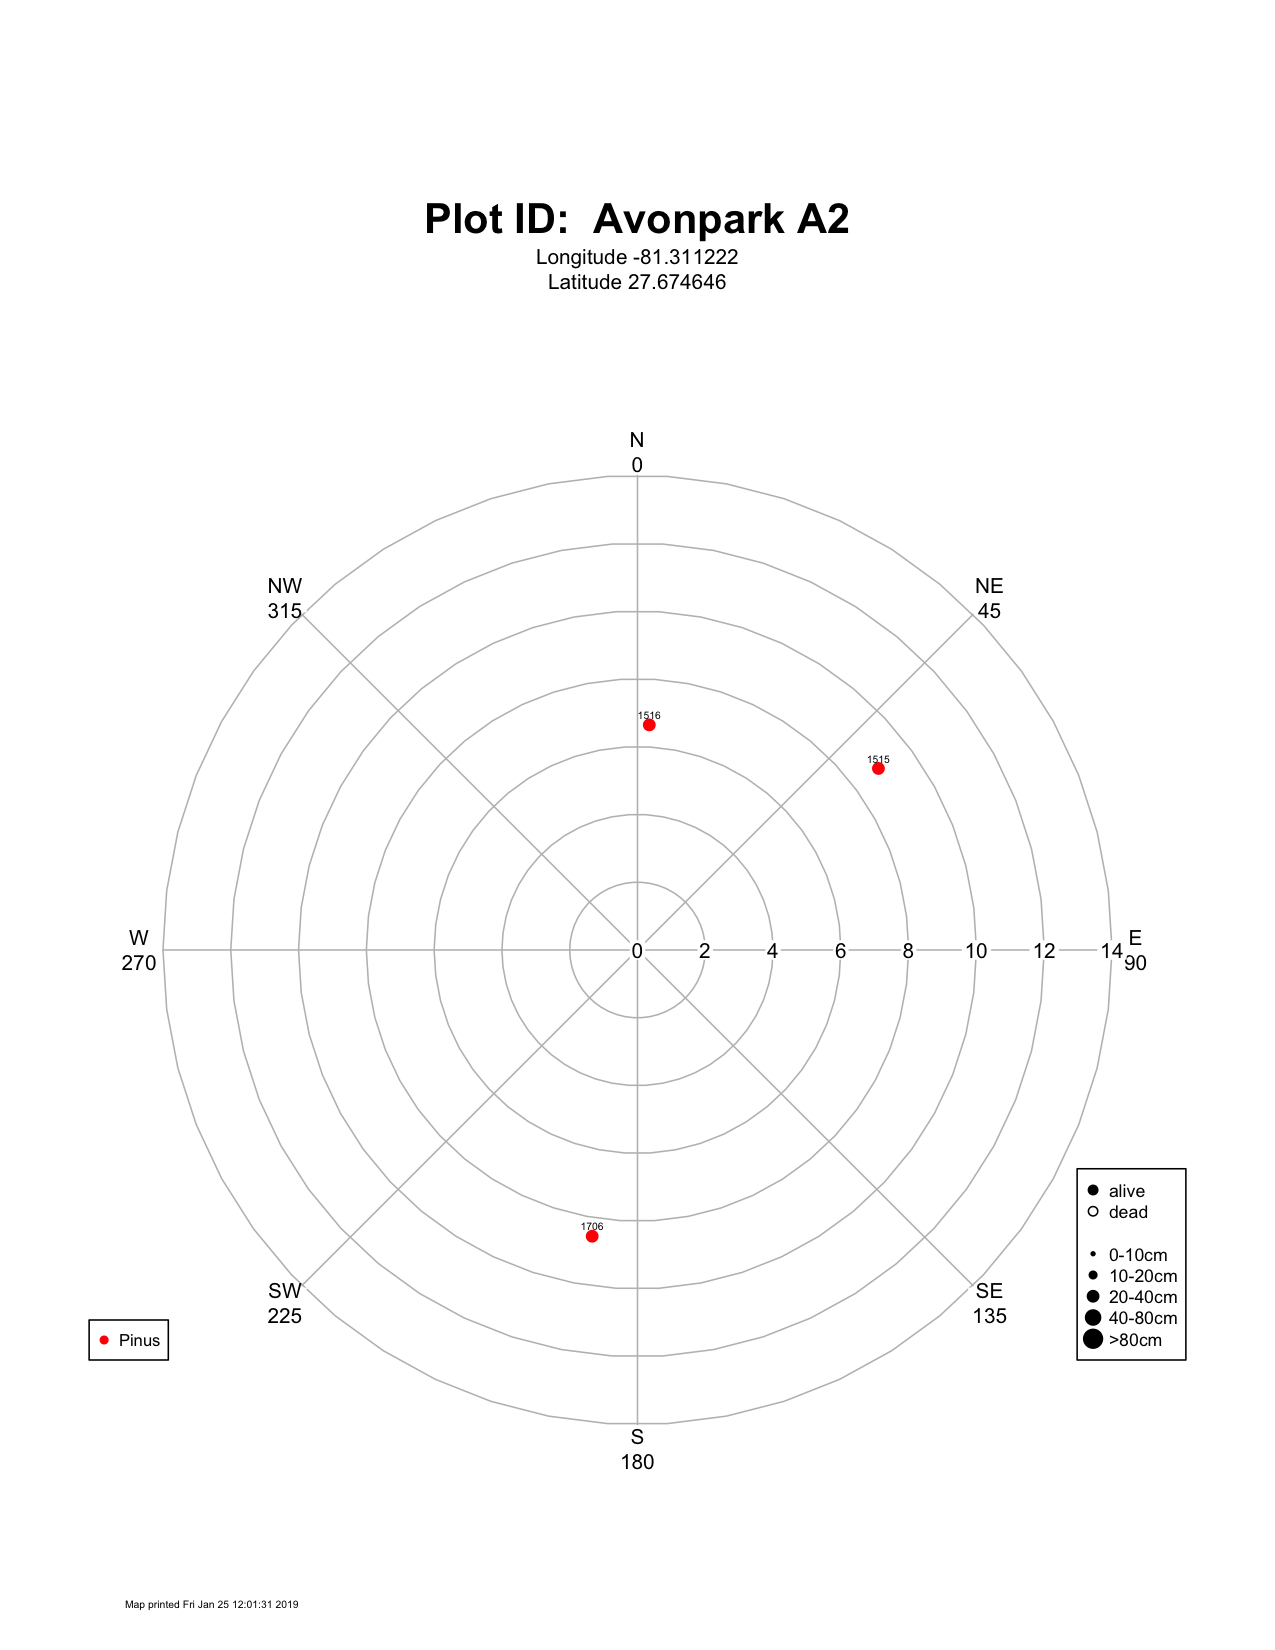 Plot ID:  Avonpark A2
Longitude -81.311222
Latitude 27.674646
N
0
NW
315
NE
45
1516
1515
W
270
0 2 4 6 8 10 12 14
E
90
1706
SW
225
SE
135
S
180
Pinus
alive
dead
0-10cm
10-20cm
20-40cm
40-80cm
>80cm
Map printed Fri Jan 25 12:01:31 2019